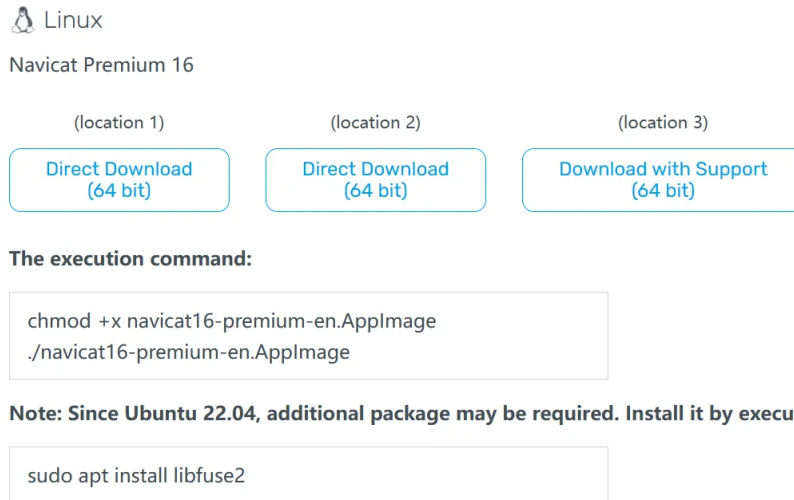 Linux
Navicat Premium 16
(location 1) (location 2) (location 3)
Direct Download Direct Download Download with Support
(64 bit) (64 bit) (64 bit)
The execution command:
chmod +x navicat16-premium-en.AppImage
./navicat16-premium-en.AppImage
Note: Since Ubuntu 22.04, additional package may be required. Install it by execu
sudo apt install libfuse2